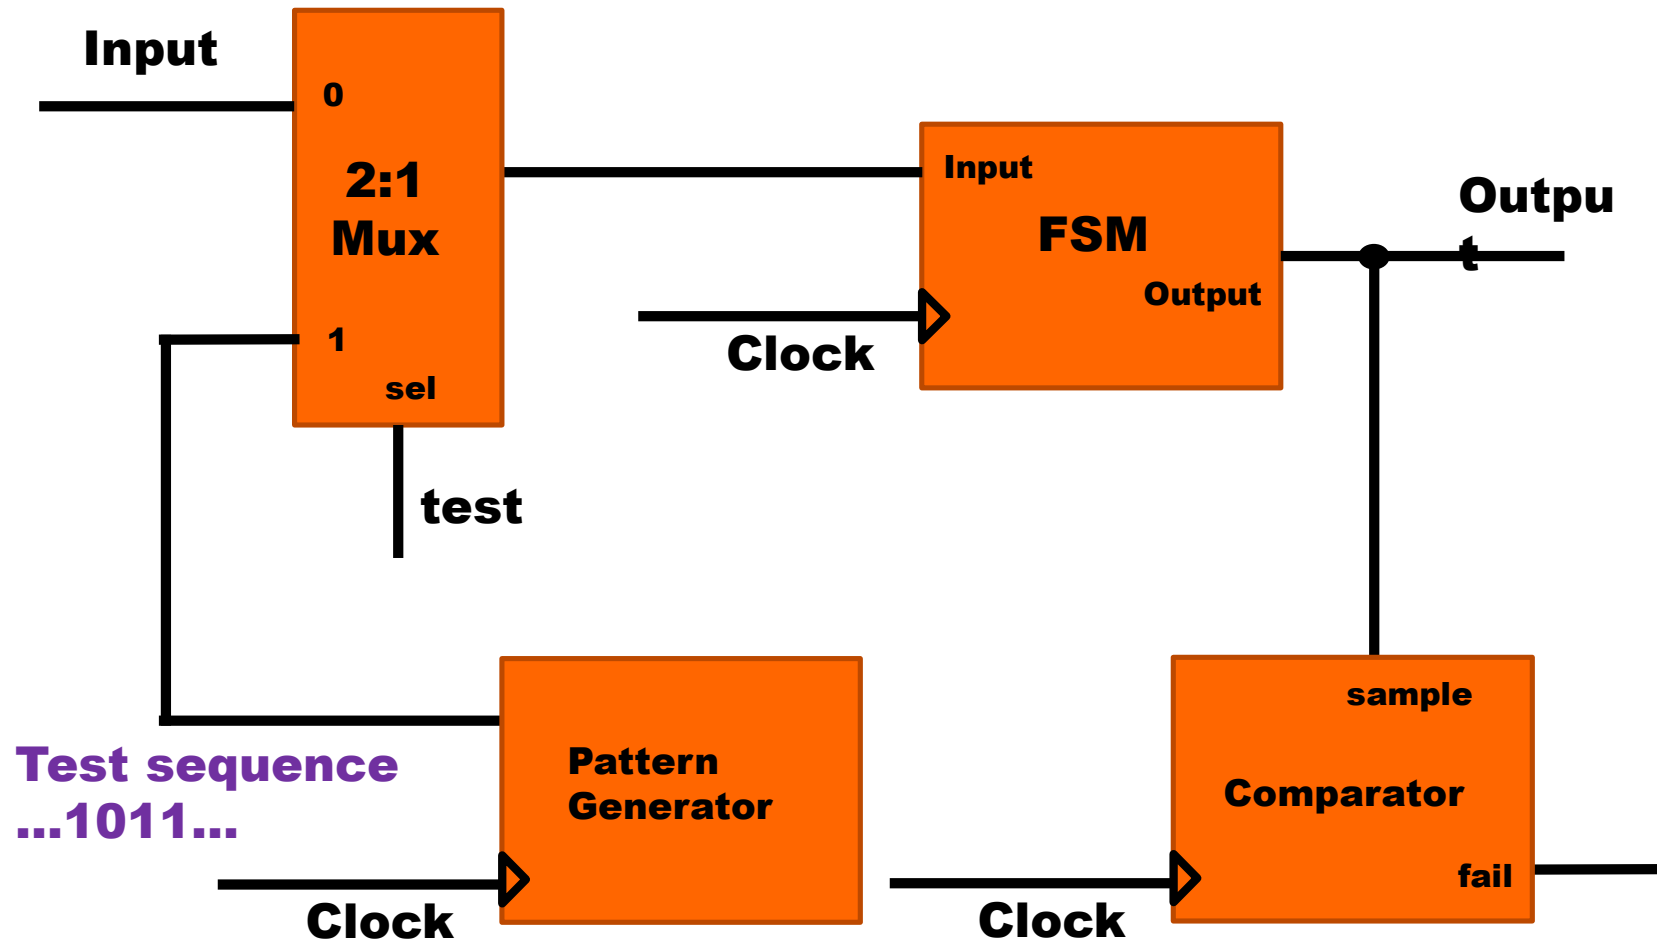 Input
0
2:1
Mux
1
sel
test
Input
FSM
Output
Clock
Outpu
t
Test sequence
...1011...
Pattern
Generator
Clock
sample
Comparator
fail
Clock